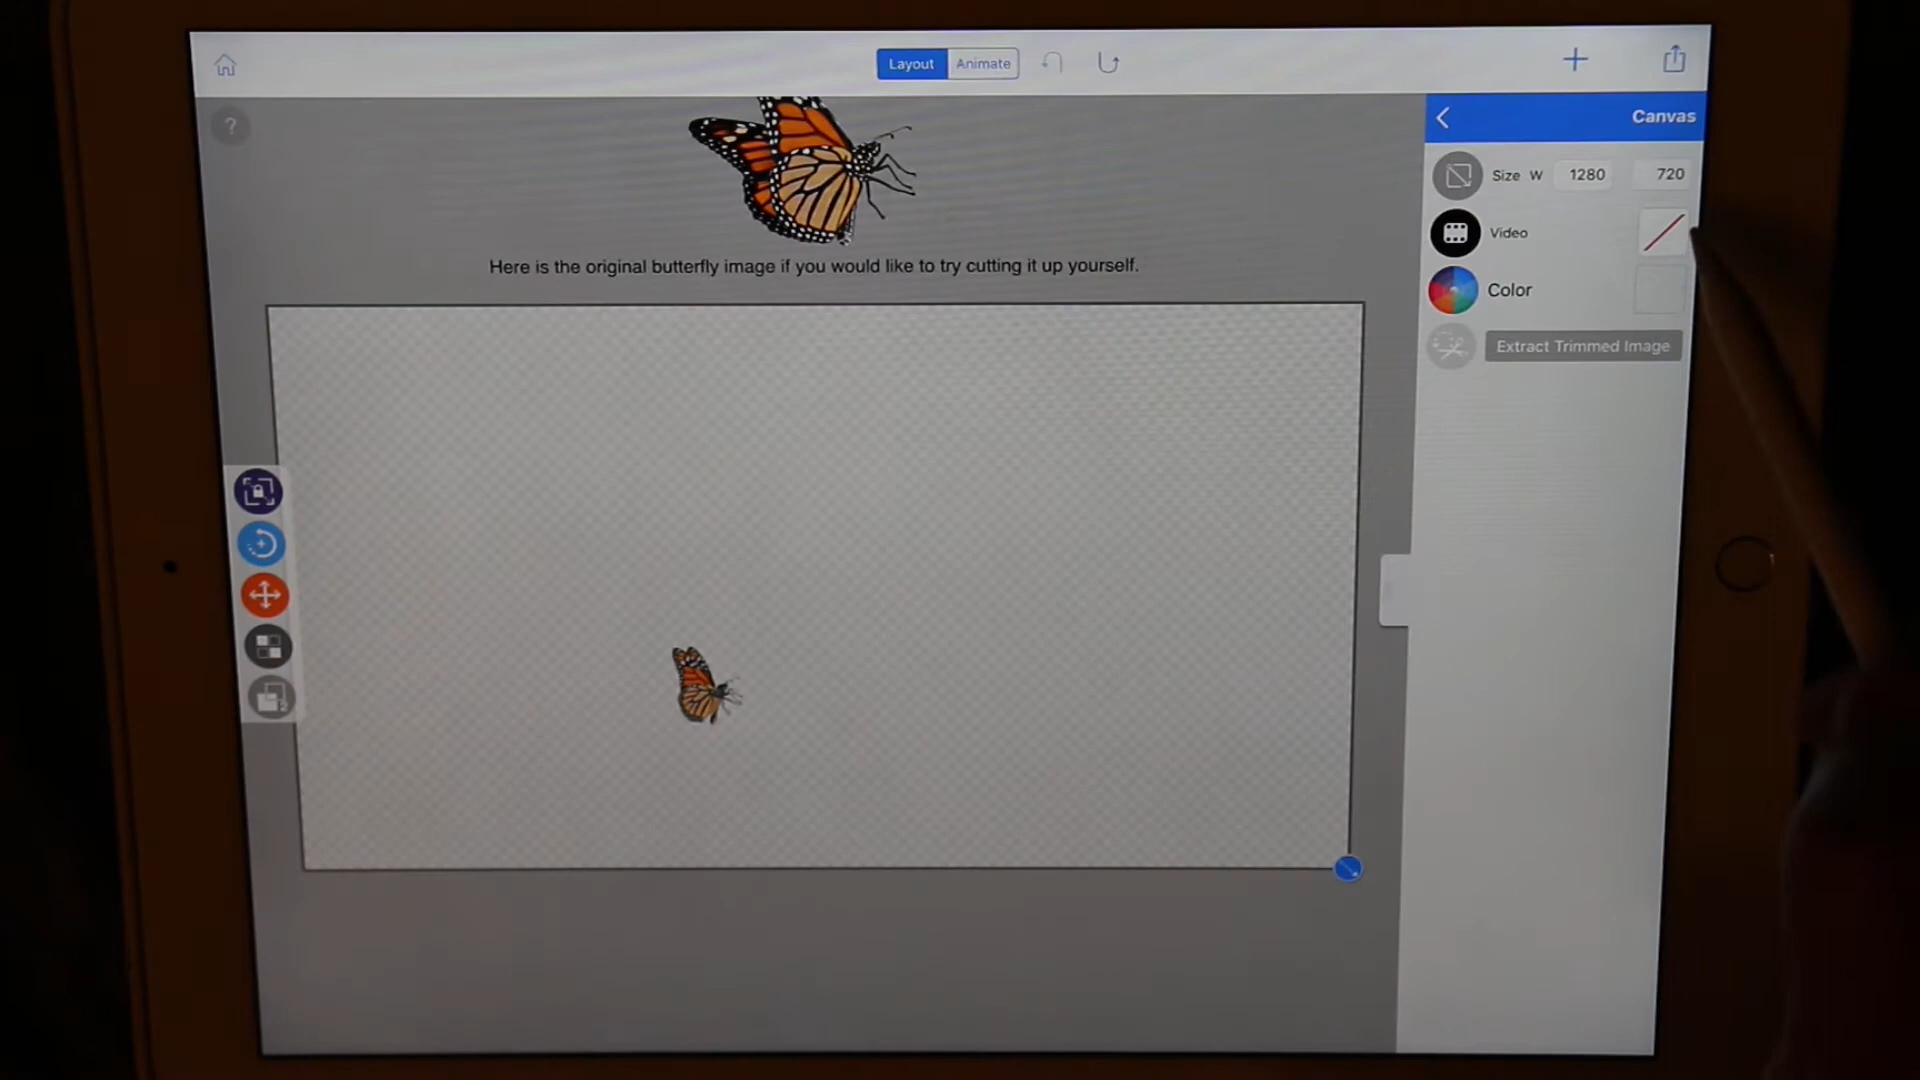 Layout Animate
?
Canvas
Size W 1280 720
Video
Color
Extract Trimmed Image
Here is the original butterfly image if you would like to try cutting it up yourself.